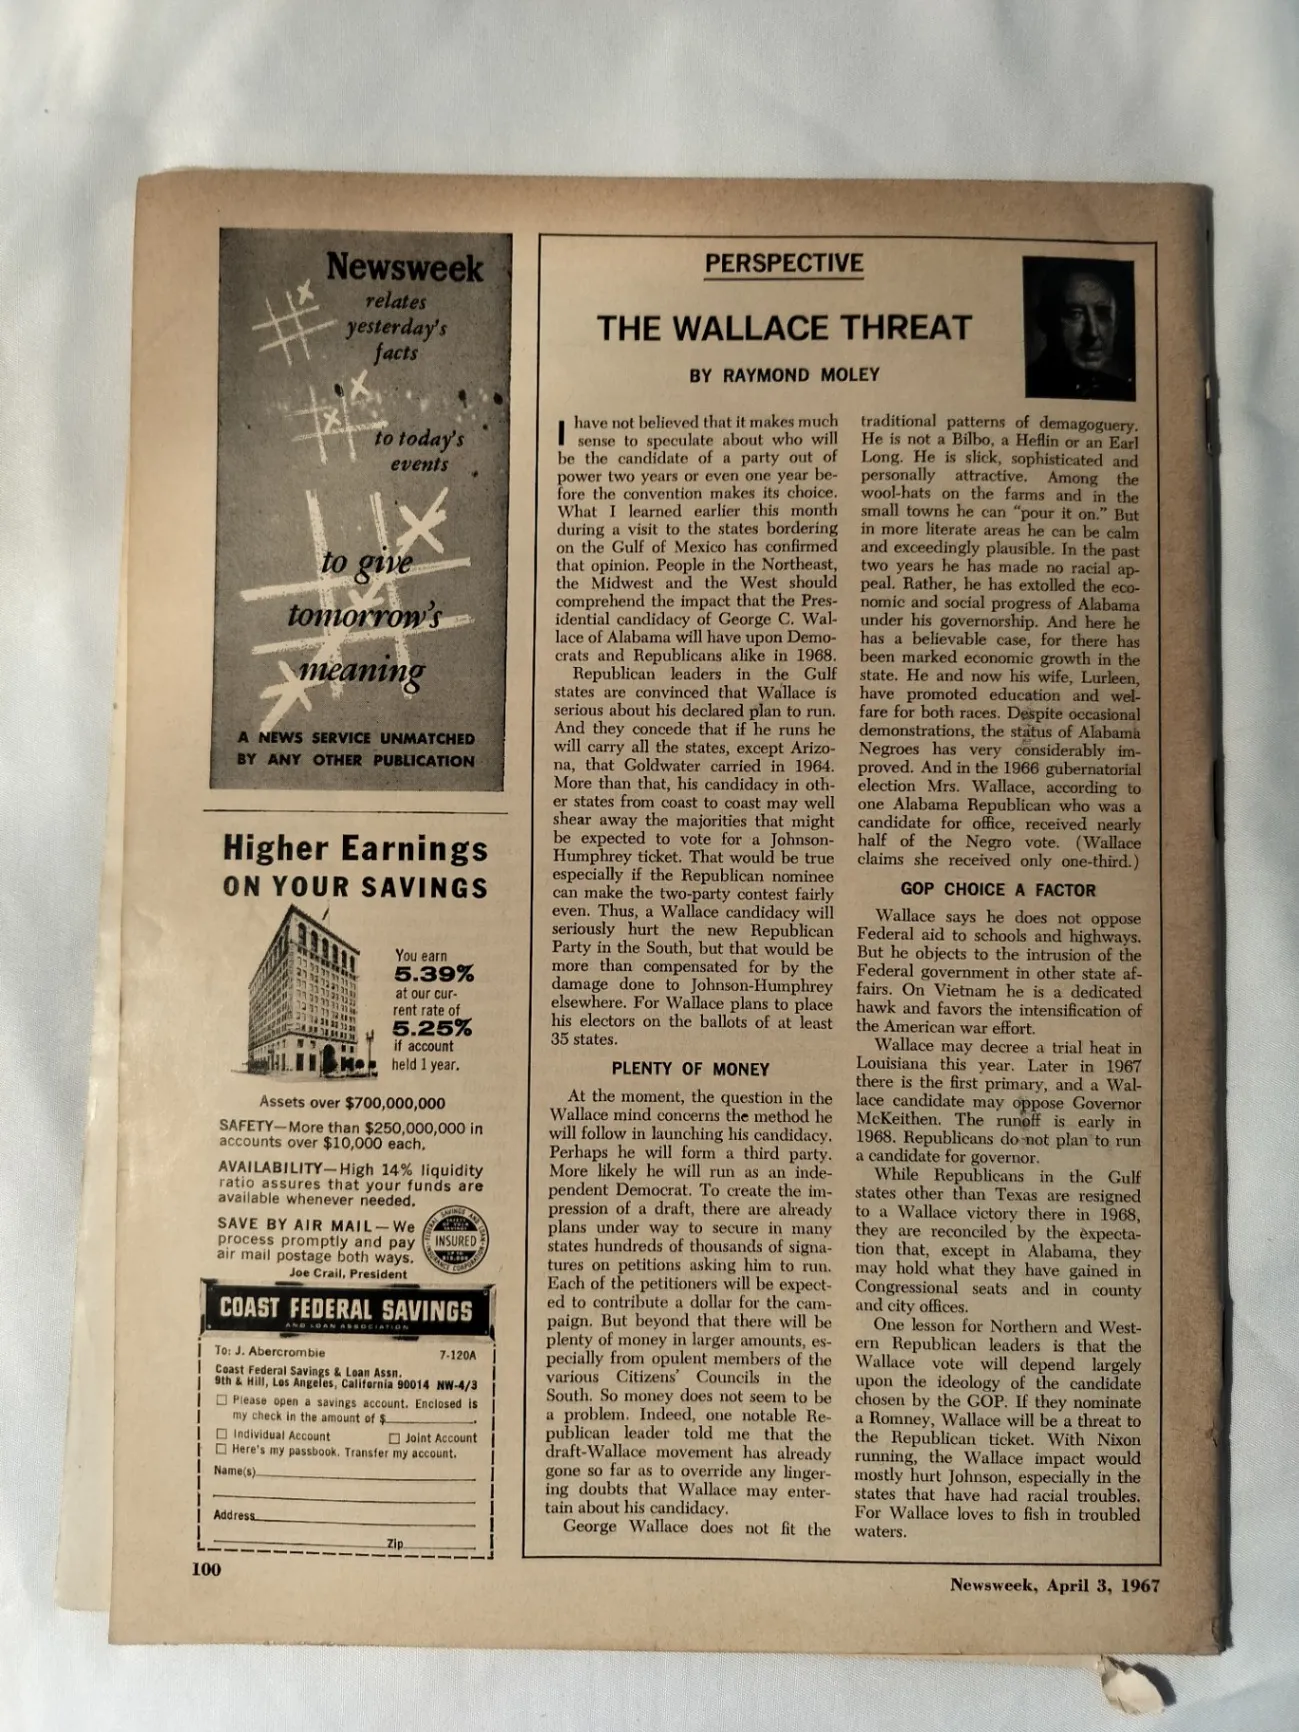 Newsweek
relates
yesterday's
facts
to today's
events
to give
tomorrow's
meaning
A NEWS SERVICE UNMATCHED
BY ANY OTHER PUBLICATION
Higher Earnings
ON YOUR SAVINGS
You earn
5.39%
at our cur-
rent rate of
5.25%
if account
held 1 year.
Assets over $700,000,000
SAFETY—More than $250,000,000 in
accounts over $10,000 each.
AVAILABILITY—High 14% liquidity
ratio assures that your funds are
available whenever needed.
SAVE BY AIR MAIL—We
process promptly and pay
air mail postage both ways.
Joe Crail, President
INSURED
COAST FEDERAL SAVINGS
AND LOAN ASSOCIATION
To: J. Abercrombie 7-120A
Coast Federal Savings & Loan Assn.
9th & Hill, Los Angeles, California 90014 NW-4/3
Please open a savings account. Enclosed is
my check in the amount of $
Individual Account Joint Account
Here's my passbook. Transfer my account.
Name(s)
Address
Zip
100
PERSPECTIVE
THE WALLACE THREAT
BY RAYMOND MOLEY
I have not believed that it makes much
sense to speculate about who will
be the candidate of a party out of
power two years or even one year be-
fore the convention makes its choice.
What I learned earlier this month
during a visit to the states bordering
on the Gulf of Mexico has confirmed
that opinion. People in the Northeast,
the Midwest and the West should
comprehend the impact that the Pres-
idential candidacy of George C. Wal-
lace of Alabama will have upon Demo-
crats and Republicans alike in 1968.
Republican leaders in the Gulf
states are convinced that Wallace is
serious about his declared plan to run.
And they concede that if he runs he
will carry all the states, except Arizo-
na, that Goldwater carried in 1964.
More than that, his candidacy in oth-
er states from coast to coast may well
shear away the majorities that might
be expected to vote for a Johnson-
Humphrey ticket. That would be true
especially if the Republican nominee
can make the two-party contest fairly
even. Thus, a Wallace candidacy will
seriously hurt the new Republican
Party in the South, but that would be
more than compensated for by the
damage done to Johnson-Humphrey
elsewhere. For Wallace plans to place
his electors on the ballots of at least
35 states.
PLENTY OF MONEY
At the moment, the question in the
Wallace mind concerns the method he
will follow in launching his candidacy.
Perhaps he will form a third party.
More likely he will run as an inde-
pendent Democrat. To create the im-
pression of a draft, there are already
plans under way to secure in many
states hundreds of thousands of signa-
tures on petitions asking him to run.
Each of the petitioners will be expect-
ed to contribute a dollar for the cam-
paign. But beyond that there will be
plenty of money in larger amounts, es-
pecially from opulent members of the
various Citizens' Councils in the
South. So money does not seem to be
a problem. Indeed, one notable Re-
publican leader told me that the
draft-Wallace movement has already
gone so far as to override any linger-
ing doubts that Wallace may enter-
tain about his candidacy.
George Wallace does not fit the
traditional patterns of demagoguery.
He is not a Bilbo, a Heflin or an Earl
Long. He is slick, sophisticated and
personally attractive. Among the
wool-hats on the farms and in the
small towns he can "pour it on." But
in more literate areas he can be calm
and exceedingly plausible. In the past
two years he has made no racial ap-
peal. Rather, he has extolled the eco-
nomic and social progress of Alabama
under his governorship. And here he
has a believable case, for there has
been marked economic growth in the
state. He and now his wife, Lurleen,
have promoted education and wel-
fare for both races. Despite occasional
demonstrations, the status of Alabama
Negroes has very considerably im-
proved. And in the 1966 gubernatorial
election Mrs. Wallace, according to
one Alabama Republican who was a
candidate for office, received nearly
half of the Negro vote. (Wallace
claims she received only one-third.)
GOP CHOICE A FACTOR
Wallace says he does not oppose
Federal aid to schools and highways.
But he objects to the intrusion of the
Federal government in other state af-
fairs. On Vietnam he is a dedicated
hawk and favors the intensification of
the American war effort.
Wallace may decree a trial heat in
Louisiana this year. Later in 1967
there is the first primary, and a Wal-
lace candidate may oppose Governor
McKeithen. The runoff is early in
1968. Republicans do not plan to run
a candidate for governor.
While Republicans in the Gulf
states other than Texas are resigned
to a Wallace victory there in 1968,
they are reconciled by the expecta-
tion that, except in Alabama, they
may hold what they have gained in
Congressional seats and in county
and city offices.
One lesson for Northern and West-
ern Republican leaders is that the
Wallace vote will depend largely
upon the ideology of the candidate
chosen by the GOP. If they nominate
a Romney, Wallace will be a threat to
the Republican ticket. With Nixon
running, the Wallace impact would
mostly hurt Johnson, especially in the
states that have had racial troubles.
For Wallace loves to fish in troubled
waters.
Newsweek, April 3, 1967